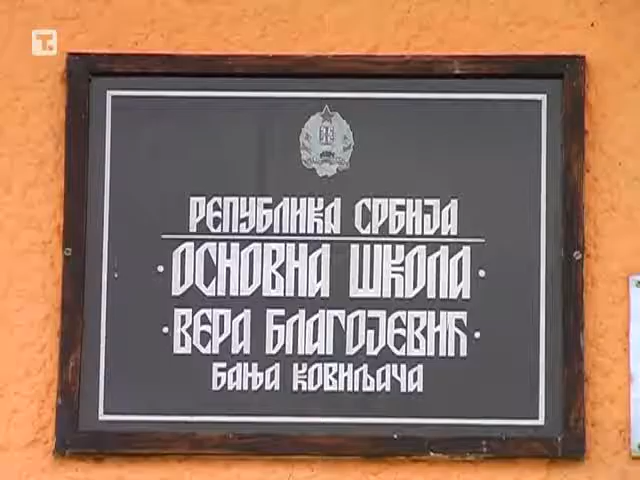 T.
РЕПУБЛИКА СРБИЈА
ОСНОВНА ШКОЛА
·ВЕРА БЛАГОЈЕВИЋ·
БАЊА КОВИЉАЧА